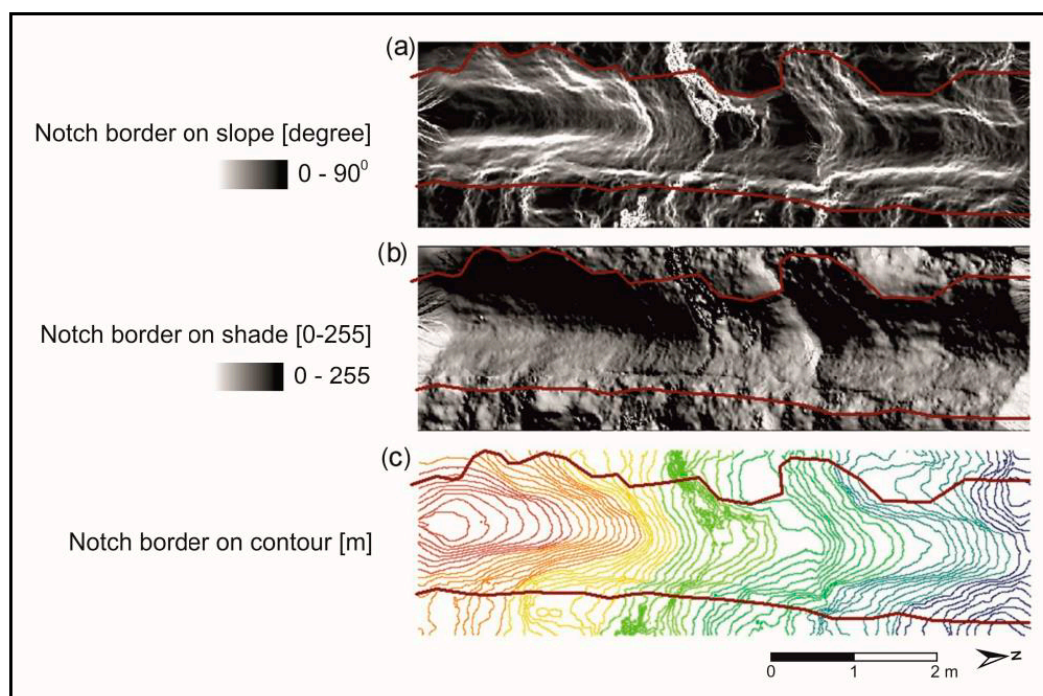 (a)
Notch border on slope [degree]
0 - 90⁰
(b)
Notch border on shade [0-255]
0 - 255
(c)
Notch border on contour [m]
0 1 2 m
N